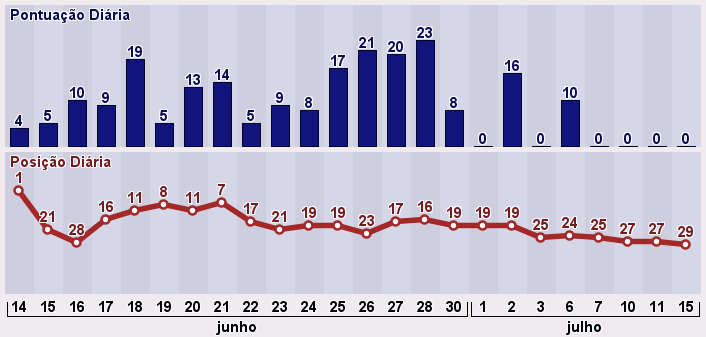 Pontuação Diária
4 5 10 9 19 5 13 14 5 9 8 17 21 20 23 8 0 16 0 10 0 0 0 0
Posição Diária
1 21 28 16 11 8 11 7 17 21 19 19 23 17 16 19 19 19 25 24 25 27 27 29
14 15 16 17 18 19 20 21 22 23 24 25 26 27 28 30 1 2 3 6 7 10 11 15
junho julho